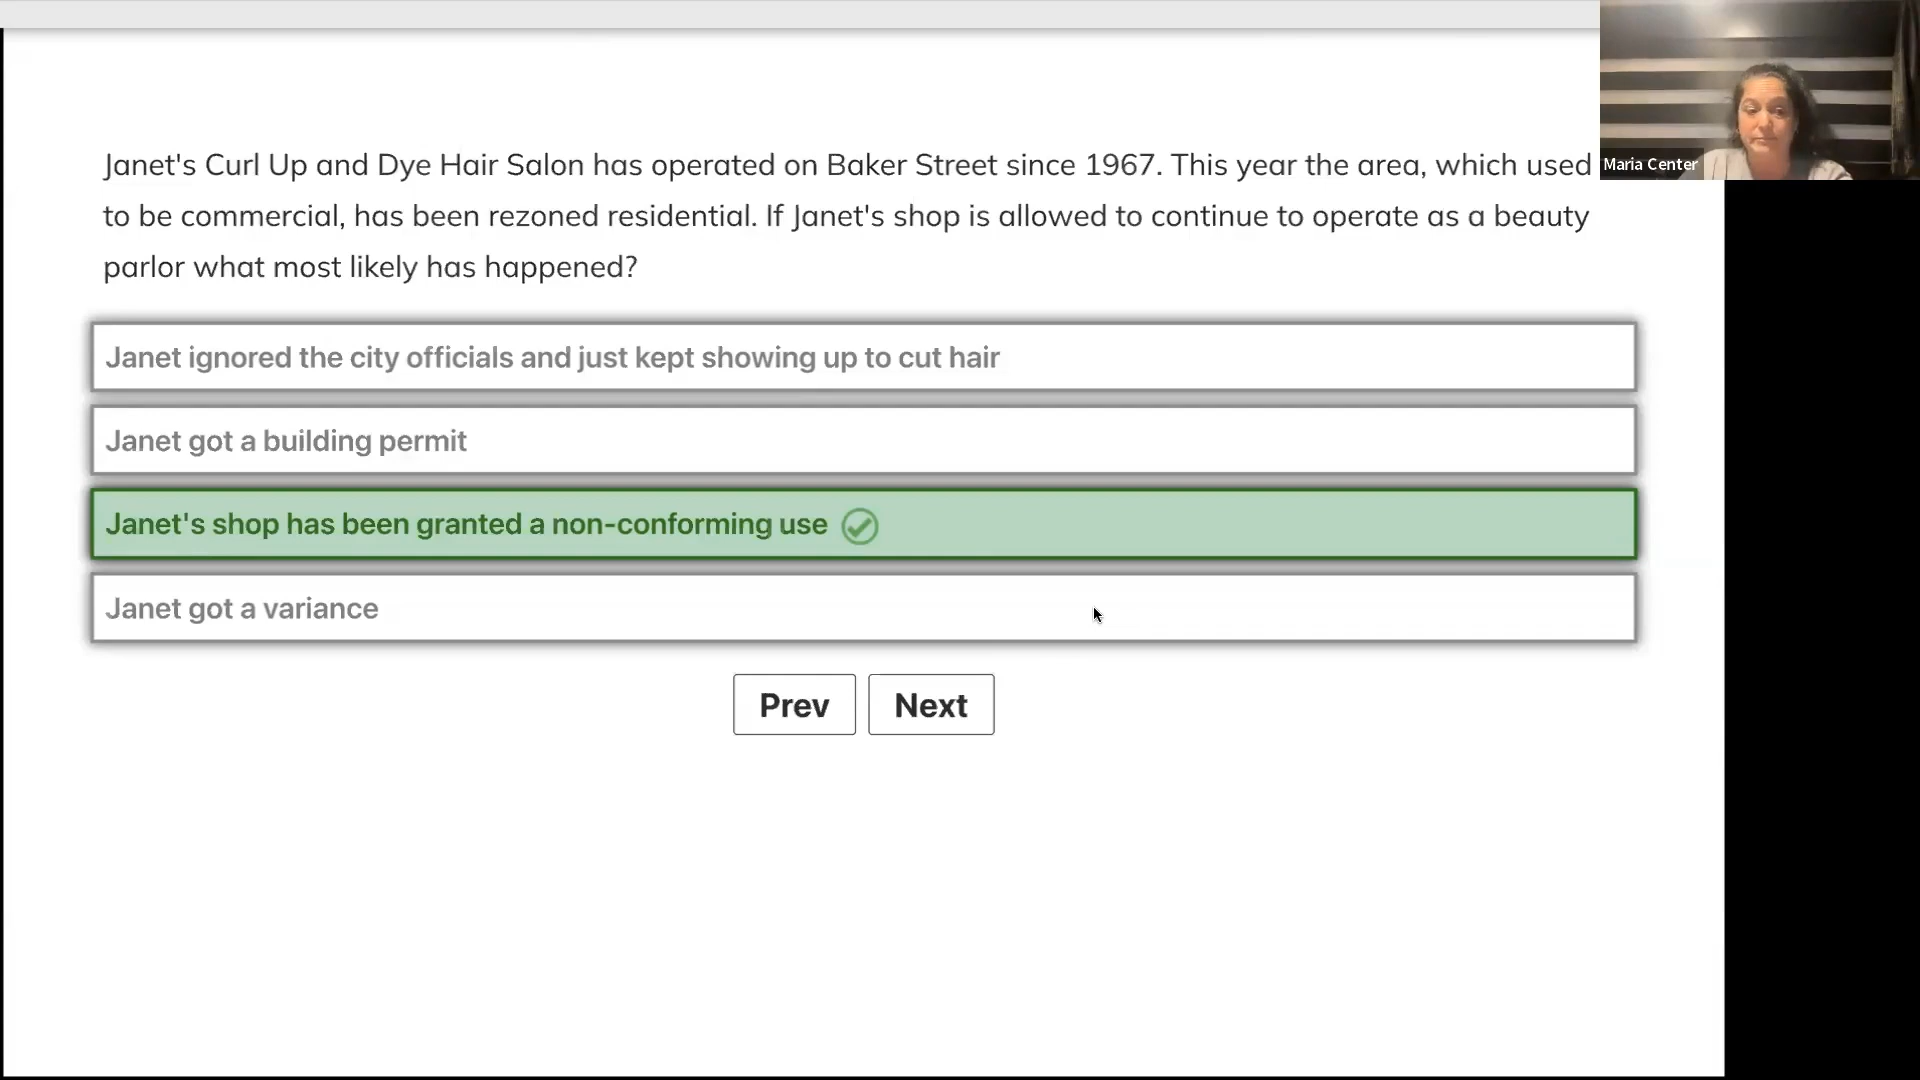 Janet's Curl Up and Dye Hair Salon has operated on Baker Street since 1967. This year the area, which used
to be commercial, has been rezoned residential. If Janet's shop is allowed to continue to operate as a beauty
parlor what most likely has happened?
Janet ignored the city officials and just kept showing up to cut hair
Janet got a building permit
Janet's shop has been granted a non-conforming use
Janet got a variance
Prev Next
Maria Center